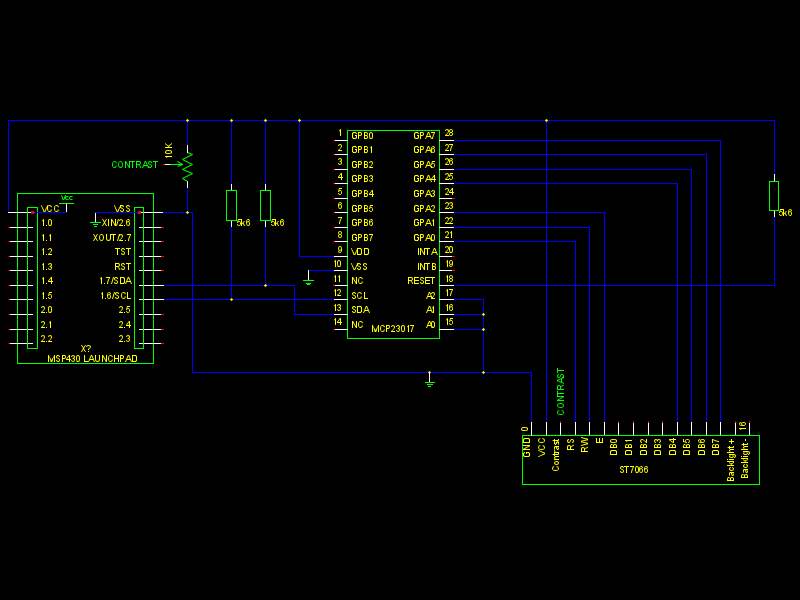 10K
CONTRAST
5k6
5k6
5k6
Vcc
VCC
1.0
1.1
1.2
1.3
1.4
1.5
2.0
2.1
2.2
VSS
XIN/2.6
XOUT/2.7
TST
RST
1.7/SDA
1.6/SCL
2.5
2.4
2.3
X?
MSP430 LAUNCHPAD
1 GPB0
2 GPB1
3 GPB2
4 GPB3
5 GPB4
6 GPB5
7 GPB6
8 GPB7
9 VDD
10 VSS
11 NC
12 SCL
13 SDA
14 NC
GPA7 28
GPA6 27
GPA5 26
GPA4 25
GPA3 24
GPA2 23
GPA1 22
GPA0 21
INTA 20
INTB 19
RESET 18
A2 17
A1 16
A0 15
MCP23017
CONTRAST
0
16
GND
VCC
Contrast
RS
RW
E
DB0
DB1
DB2
DB3
DB4
DB5
DB6
DB7
Backlight+
Backlight-
ST7066